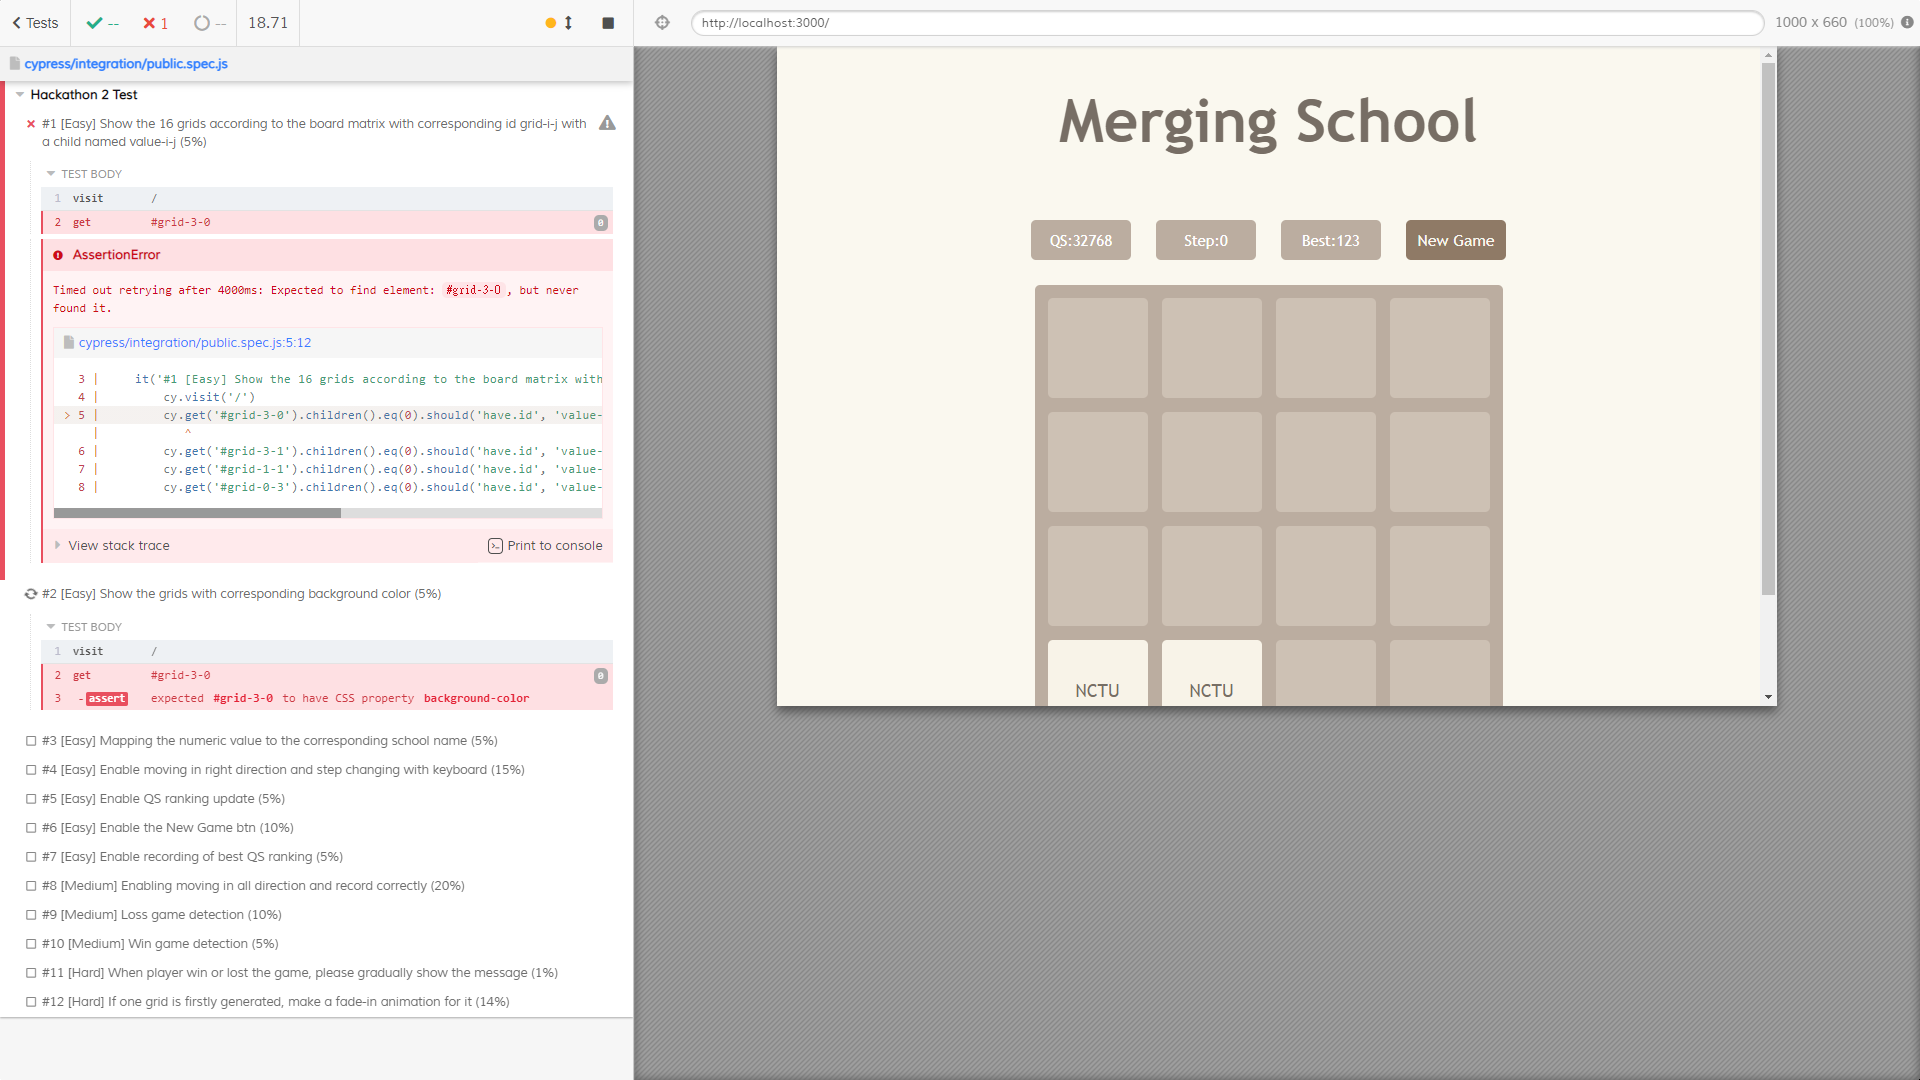 Tests
--
1
--
18.71
http://localhost:3000/
1000 x 660 (100%)
cypress/integration/public.spec.js
Hackathon 2 Test
#1 [Easy] Show the 16 grids according to the board matrix with corresponding id grid-i-j with
a child named value-i-j (5%)
TEST BODY
1 visit /
2 get #grid-3-0 0
AssertionError
Timed out retrying after 4000ms: Expected to find element: #grid-3-0, but never
found it.
cypress/integration/public.spec.js:5:12
3 | it('#1 [Easy] Show the 16 grids according to the board matrix with
4 | cy.visit('/')
> 5 | cy.get('#grid-3-0').children().eq(0).should('have.id', 'value-
| ^
6 | cy.get('#grid-3-1').children().eq(0).should('have.id', 'value-
7 | cy.get('#grid-1-1').children().eq(0).should('have.id', 'value-
8 | cy.get('#grid-0-3').children().eq(0).should('have.id', 'value-
View stack trace
Print to console
#2 [Easy] Show the grids with corresponding background color (5%)
TEST BODY
1 visit /
2 get #grid-3-0 0
3 -assert expected #grid-3-0 to have CSS property background-color
#3 [Easy] Mapping the numeric value to the corresponding school name (5%)
#4 [Easy] Enable moving in right direction and step changing with keyboard (15%)
#5 [Easy] Enable QS ranking update (5%)
#6 [Easy] Enable the New Game btn (10%)
#7 [Easy] Enable recording of best QS ranking (5%)
#8 [Medium] Enabling moving in all direction and record correctly (20%)
#9 [Medium] Loss game detection (10%)
#10 [Medium] Win game detection (5%)
#11 [Hard] When player win or lost the game, please gradually show the message (1%)
#12 [Hard] If one grid is firstly generated, make a fade-in animation for it (14%)
Merging School
QS:32768
Step:0
Best:123
New Game
NCTU
NCTU